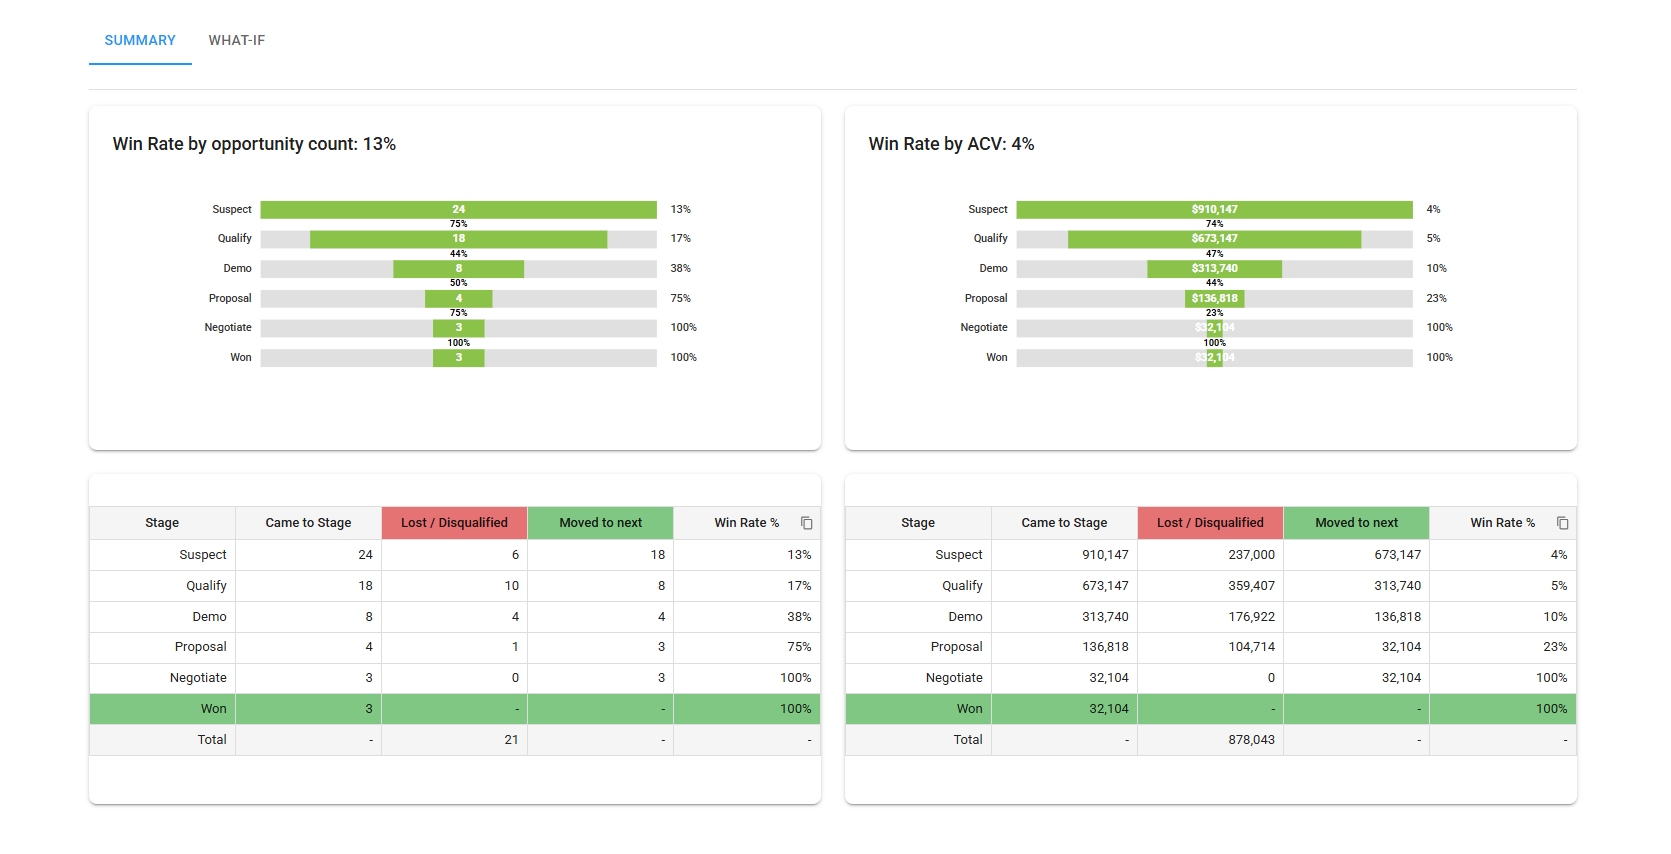 SUMMARY WHAT-IF
Win Rate by opportunity count: 13%
Suspect 24 13%
75%
Qualify 18 17%
44%
Demo 8 38%
50%
Proposal 4 75%
75%
Negotiate 3 100%
100%
Won 3 100%
Win Rate by ACV: 4%
Suspect $910,147 4%
74%
Qualify $673,147 5%
47%
Demo $313,740 10%
44%
Proposal $136,818 23%
23%
Negotiate $32,104 100%
100%
Won $32,104 100%
Stage Came to Stage Lost / Disqualified Moved to next Win Rate %
Suspect 24 6 18 13%
Qualify 18 10 8 17%
Demo 8 4 4 38%
Proposal 4 1 3 75%
Negotiate 3 0 3 100%
Won 3 - - 100%
Total - 21 - -
Stage Came to Stage Lost / Disqualified Moved to next Win Rate %
Suspect 910,147 237,000 673,147 4%
Qualify 673,147 359,407 313,740 5%
Demo 313,740 176,922 136,818 10%
Proposal 136,818 104,714 32,104 23%
Negotiate 32,104 0 32,104 100%
Won 32,104 - - 100%
Total - 878,043 - -